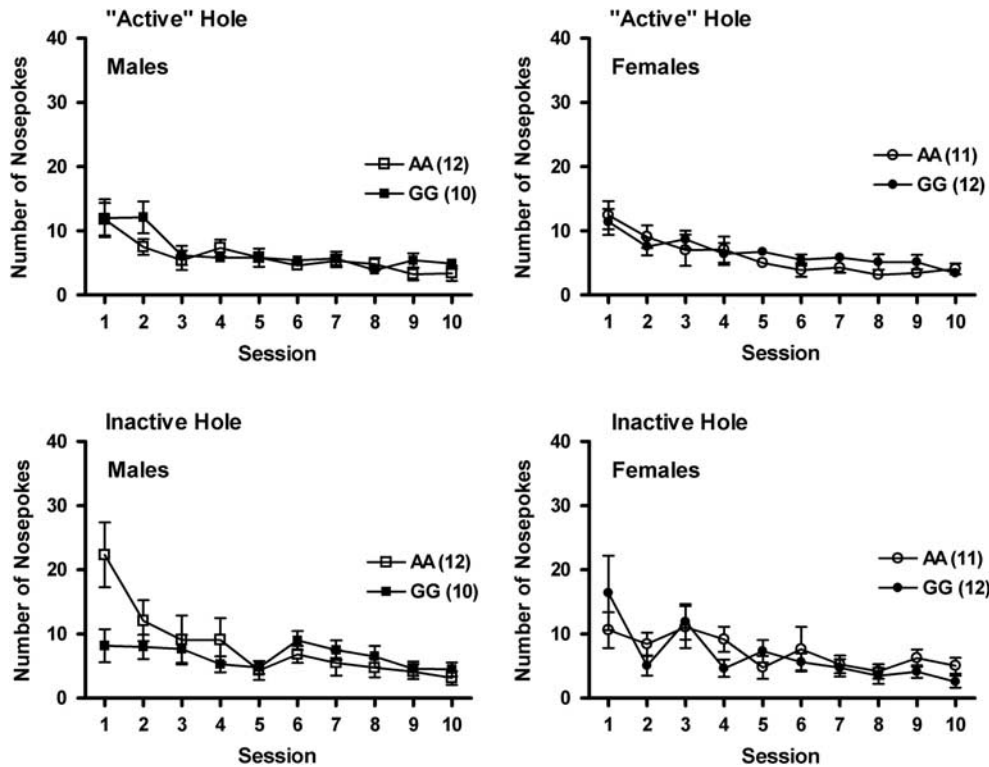 "Active" Hole
Males
Number of Nosepokes
40
30
20
10
0
AA (12)
GG (10)
1 2 3 4 5 6 7 8 9 10
Session
"Active" Hole
Females
Number of Nosepokes
40
30
20
10
0
AA (11)
GG (12)
1 2 3 4 5 6 7 8 9 10
Session
Inactive Hole
Males
Number of Nosepokes
40
30
20
10
0
AA (12)
GG (10)
1 2 3 4 5 6 7 8 9 10
Session
Inactive Hole
Females
Number of Nosepokes
40
30
20
10
0
AA (11)
GG (12)
1 2 3 4 5 6 7 8 9 10
Session